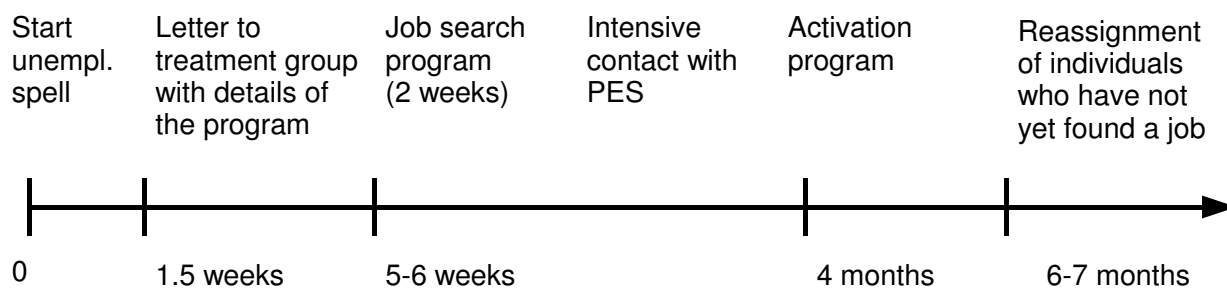 Start
unempl.
spell
Letter to
treatment group
with details of
the program
Job search
program
(2 weeks)
Intensive
contact with
PES
Activation
program
Reassignment
of individuals
who have not
yet found a job
0
1.5 weeks
5-6 weeks
4 months
6-7 months